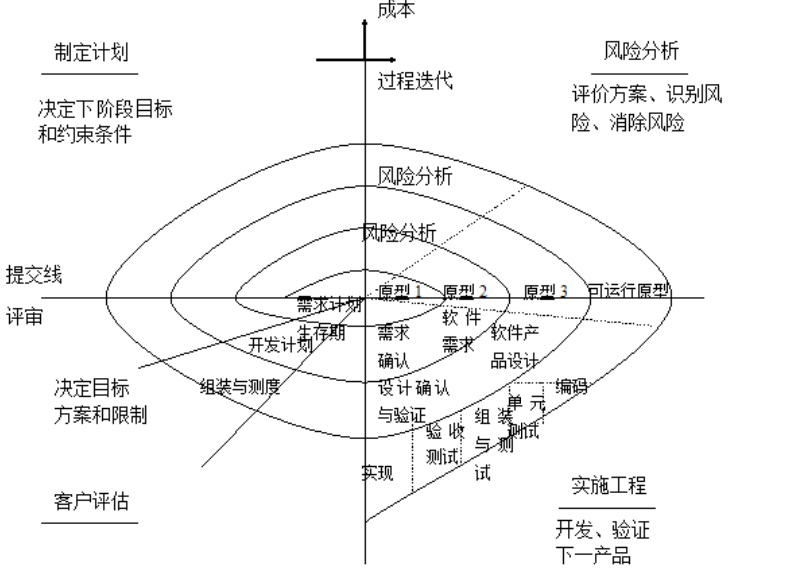 成本
制定计划
风险分析
过程迭代
决定下阶段目标
和约束条件
评价方案、识别风
险、消除风险
风险分析
风险分析
提交线
评审
需求计划
原型 1
原型 2
原型 3
可运行原型
生存期
开发计划
需求
确认
软 件
需求
软件产
品设计
组装与测度
设计确认
与验证
编码
单 元
测试
决定目标
方案和限制
验 收
测试
组 装
与 测
试
实现
客户评估
实施工程
开发、验证
下一产品